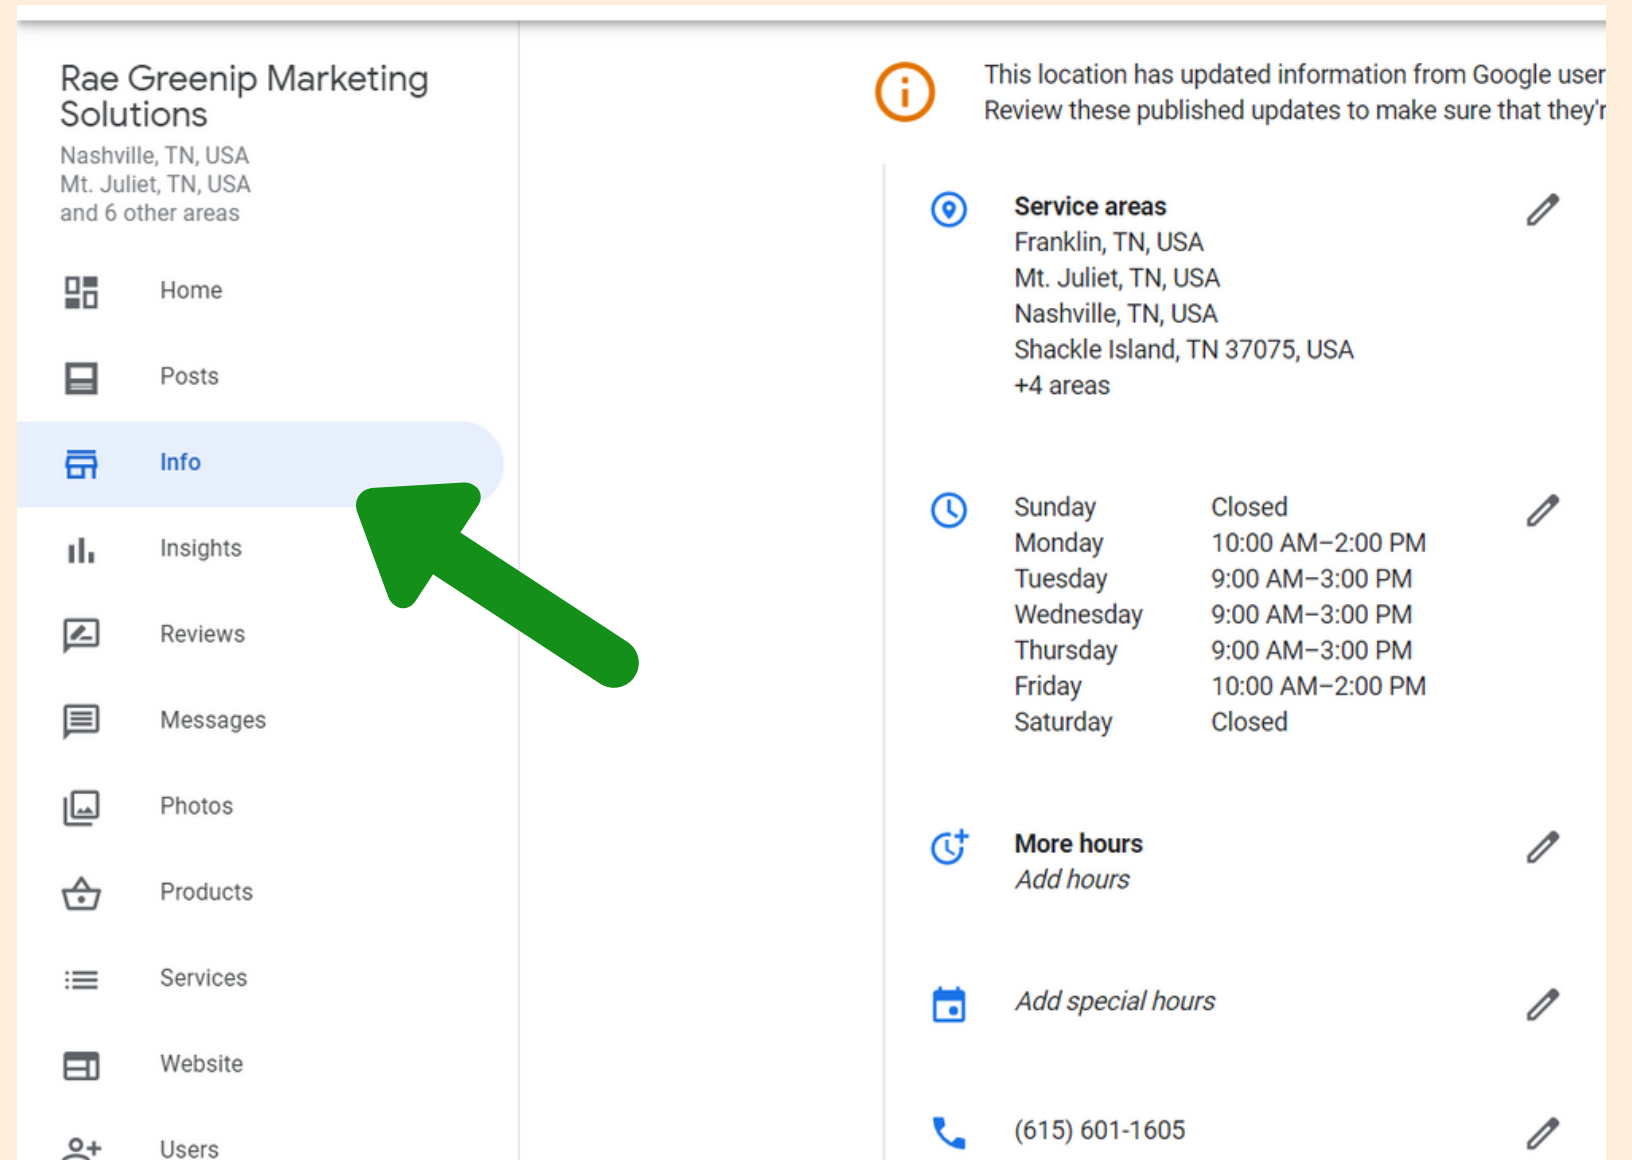 Rae Greenip Marketing
Solutions
Nashville, TN, USA
Mt. Juliet, TN, USA
and 6 other areas
Home
Posts
Info
Insights
Reviews
Messages
Photos
Products
Services
Website
Users
This location has updated information from Google user
Review these published updates to make sure that they'r
Service areas
Franklin, TN, USA
Mt. Juliet, TN, USA
Nashville, TN, USA
Shackle Island, TN 37075, USA
+4 areas
Sunday Closed
Monday 10:00 AM–2:00 PM
Tuesday 9:00 AM–3:00 PM
Wednesday 9:00 AM–3:00 PM
Thursday 9:00 AM–3:00 PM
Friday 10:00 AM–2:00 PM
Saturday Closed
More hours
Add hours
Add special hours
(615) 601-1605